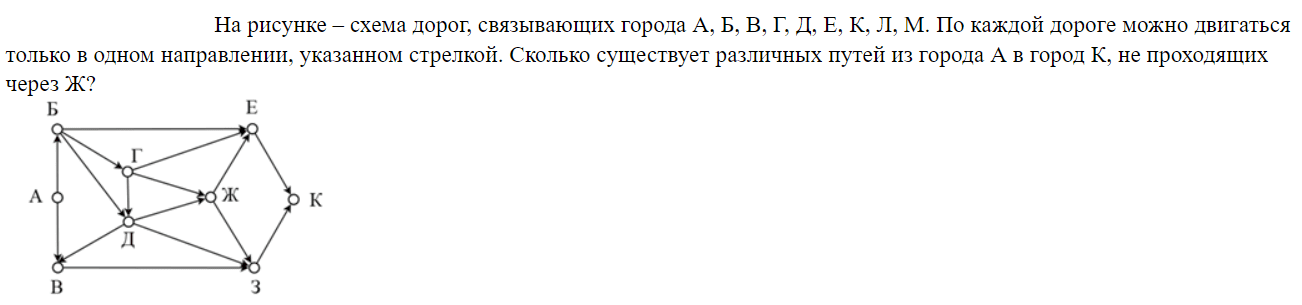 На рисунке – схема дорог, связывающих города А, Б, В, Г, Д, Е, К, Л, М. По каждой дороге можно двигаться
только в одном направлении, указанном стрелкой. Сколько существует различных путей из города А в город К, не проходящих
через Ж?
Б Е
Г
А Ж К
Д
В З